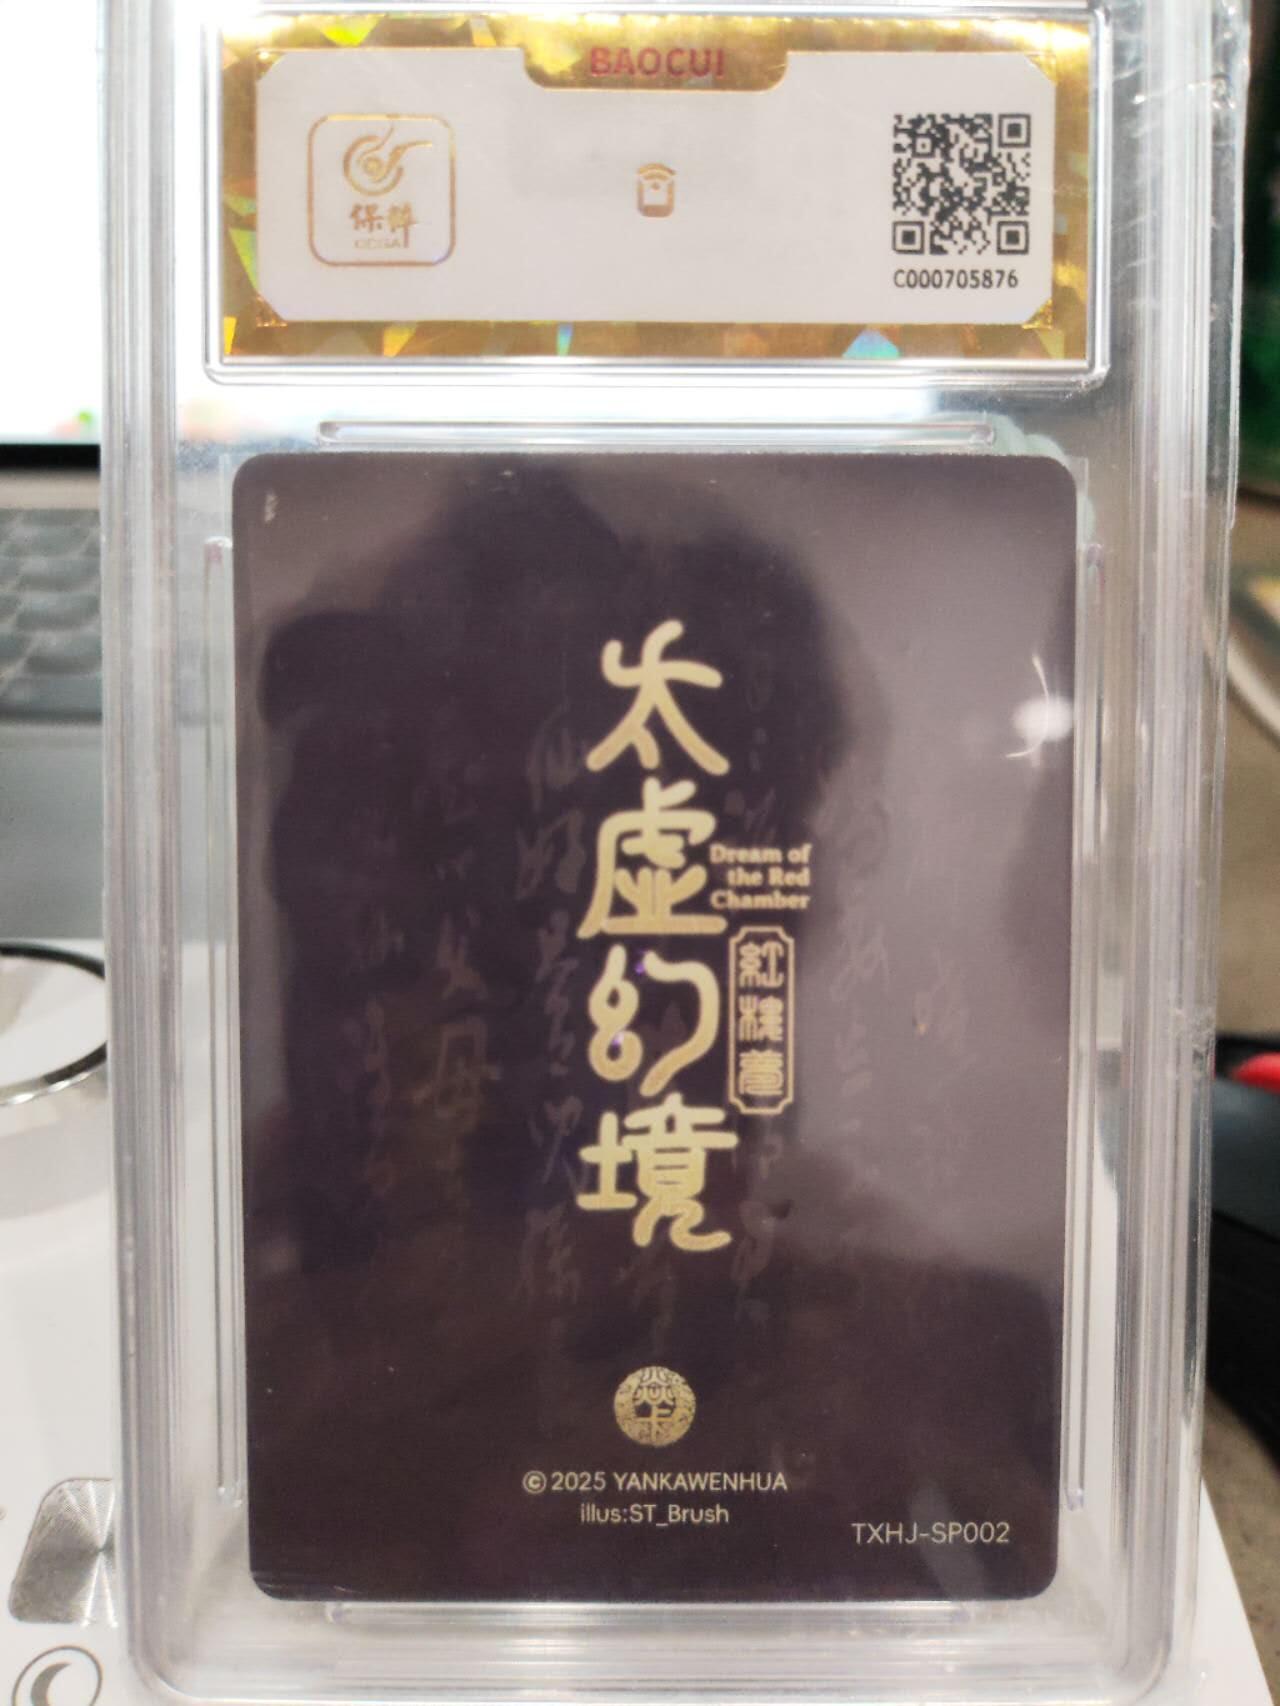 BAOCUI
保粹
C000705876
太虚幻境
Dream of
the Red
Chamber
紅樓夢
© 2025 YANKAWENHUA
illus:ST_Brush
TXHJ-SP002